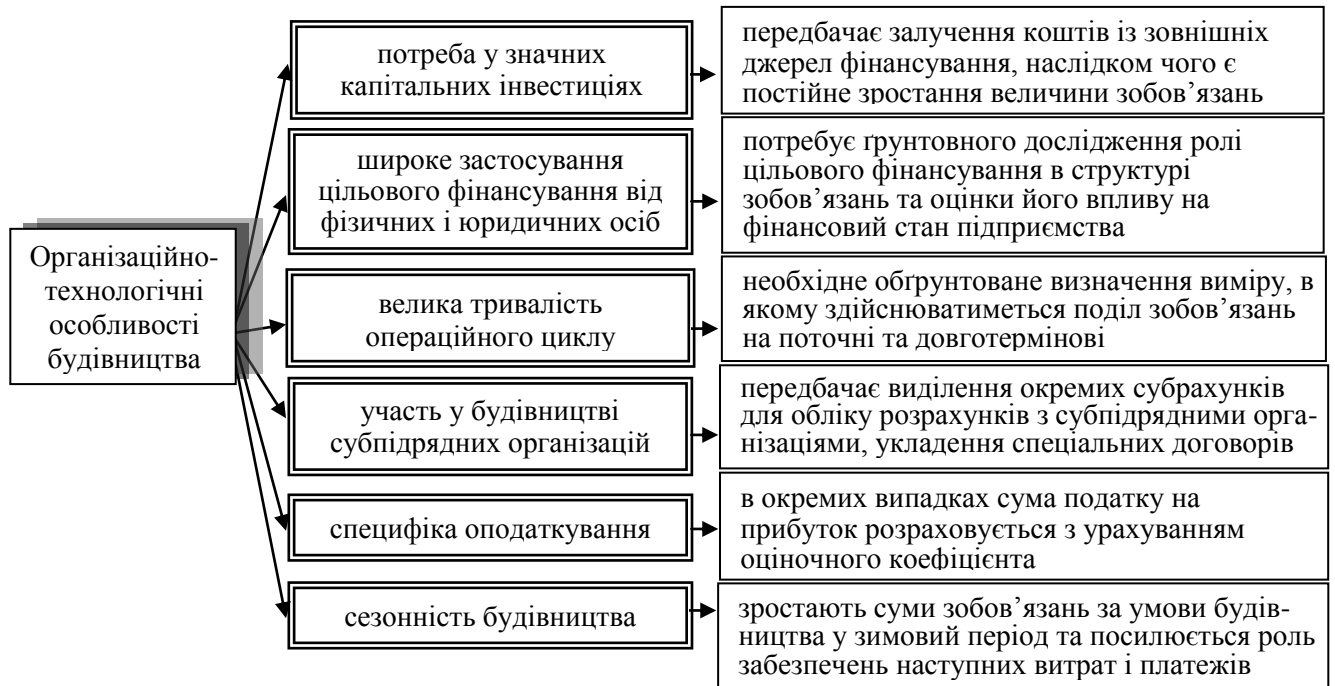 Організаційно-
технологічні
особливості
будівництва
потреба у значних
капітальних інвестиціях
передбачає залучення коштів із зовнішніх
джерел фінансування, наслідком чого є
постійне зростання величини зобов’язань
широке застосування
цільового фінансування від
фізичних і юридичних осіб
потребує ґрунтовного дослідження ролі
цільового фінансування в структурі
зобов’язань та оцінки його впливу на
фінансовий стан підприємства
велика тривалість
операційного циклу
необхідне обґрунтоване визначення виміру, в
якому здійснюватиметься поділ зобов’язань
на поточні та довготермінові
участь у будівництві
субпідрядних організацій
передбачає виділення окремих субрахунків
для обліку розрахунків з субпідрядними орга-
нізаціями, укладення спеціальних договорів
специфіка оподаткування
в окремих випадках сума податку на
прибуток розраховується з урахуванням
оціночного коефіцієнта
сезонність будівництва
зростають суми зобов’язань за умови будів-
ництва у зимовий період та посилюється роль
забезпечень наступних витрат і платежів